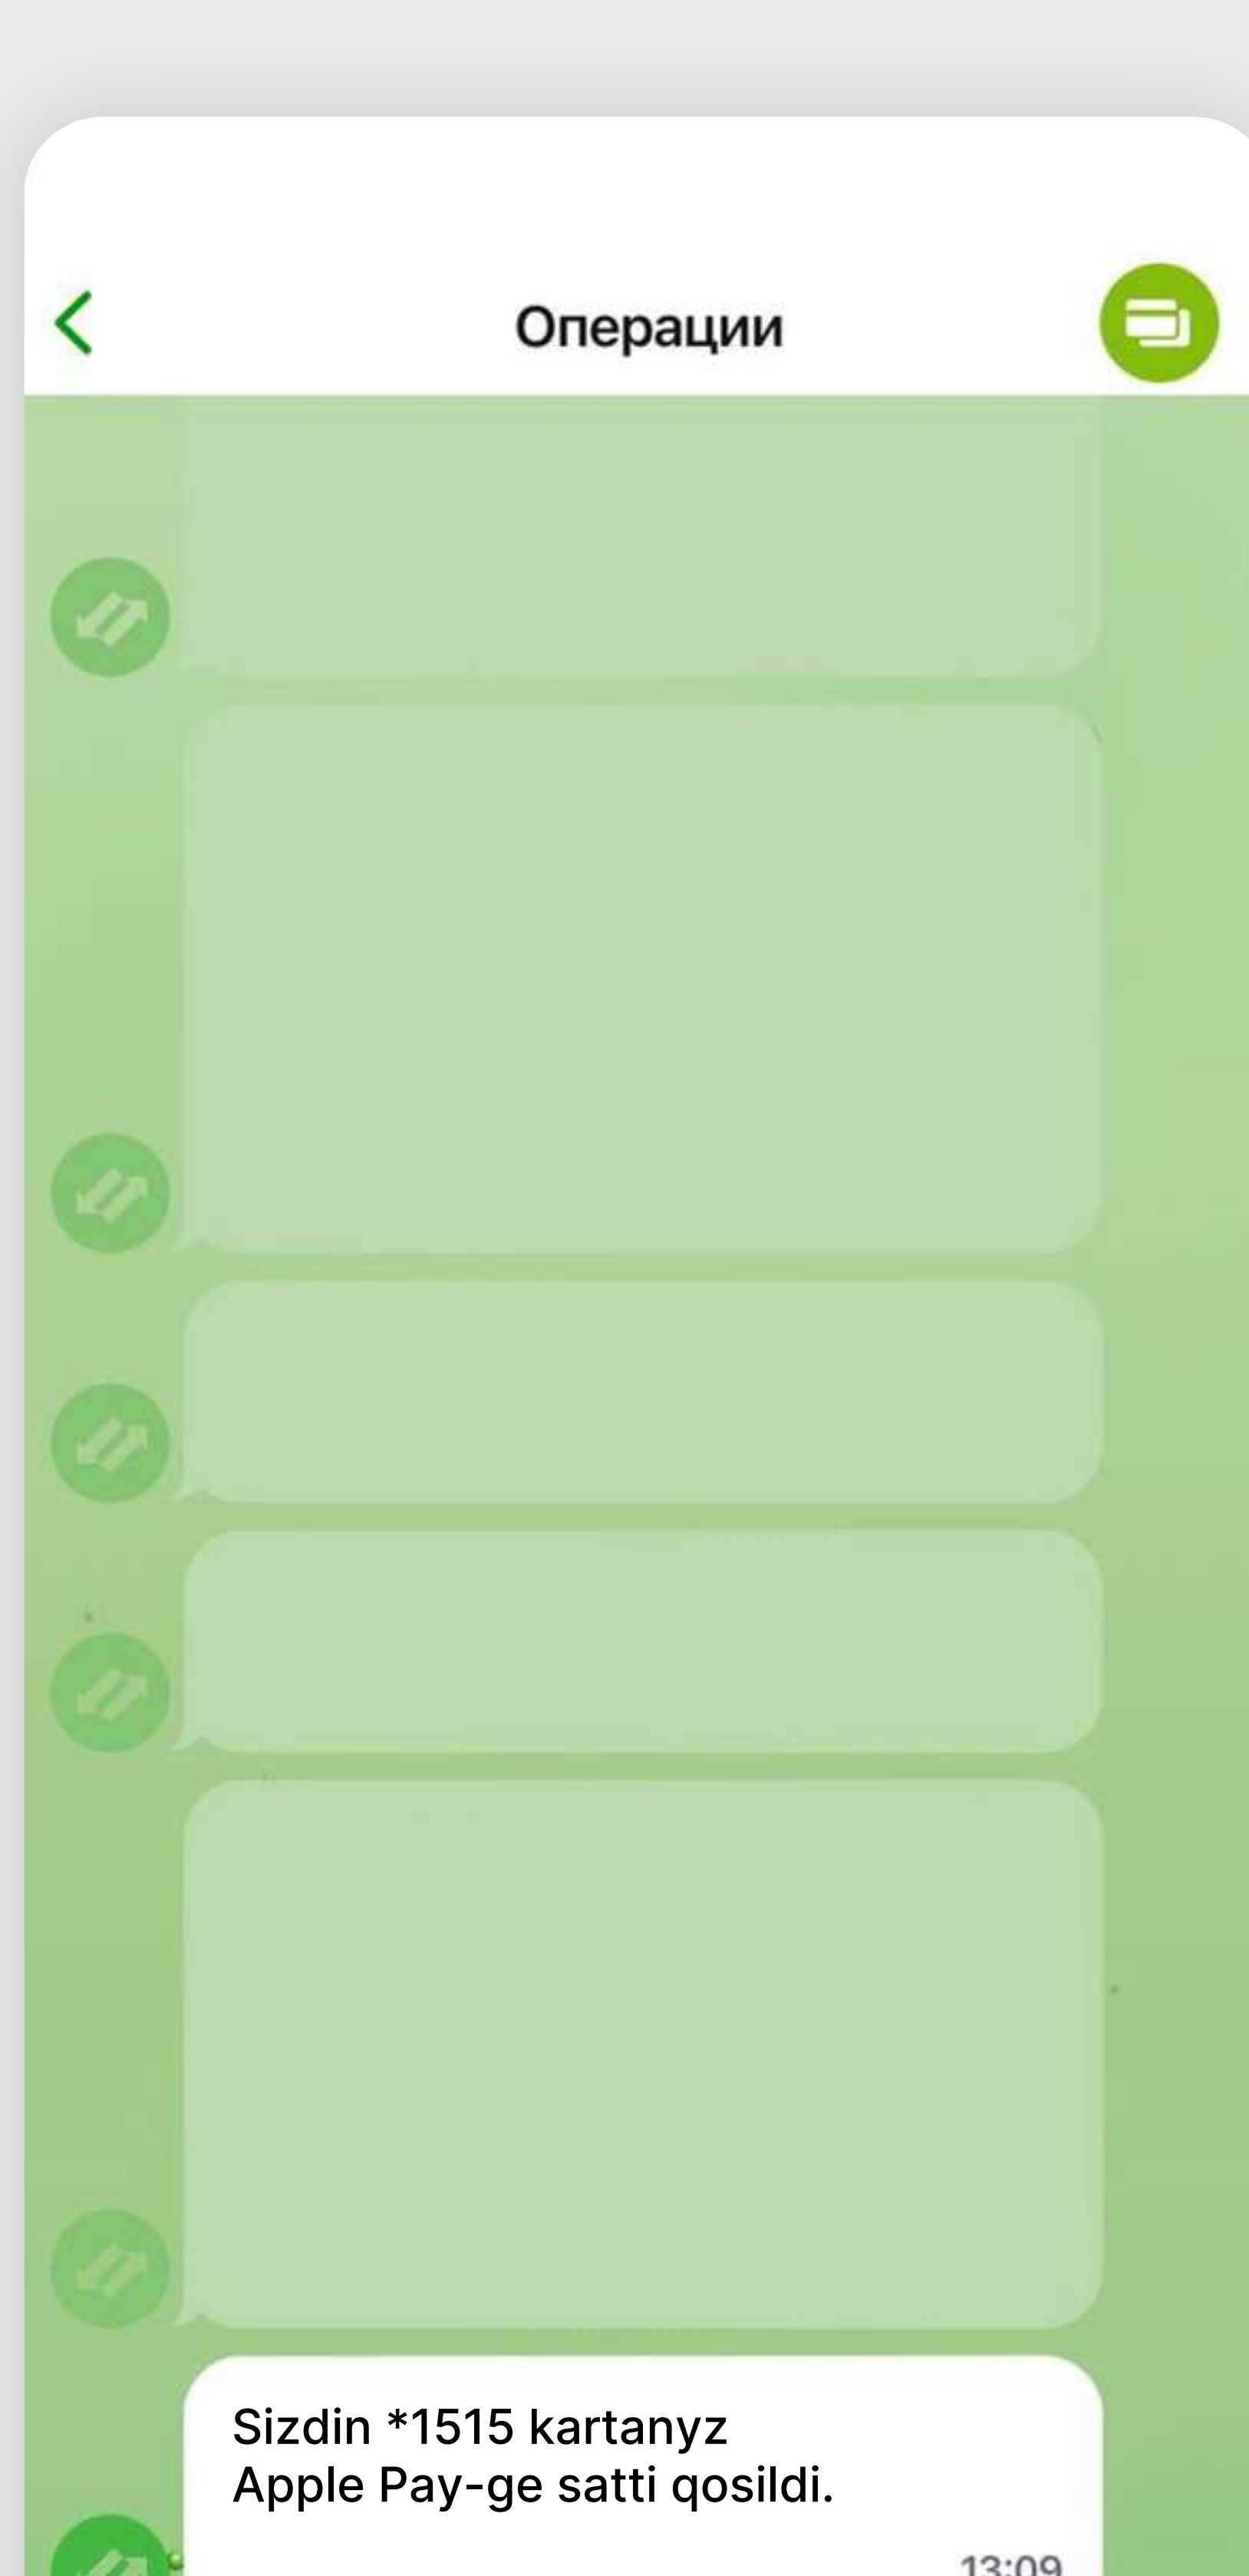 Операции
Sizdin *1515 kartanyz
Apple Pay-ge satti qosildi.
13:09